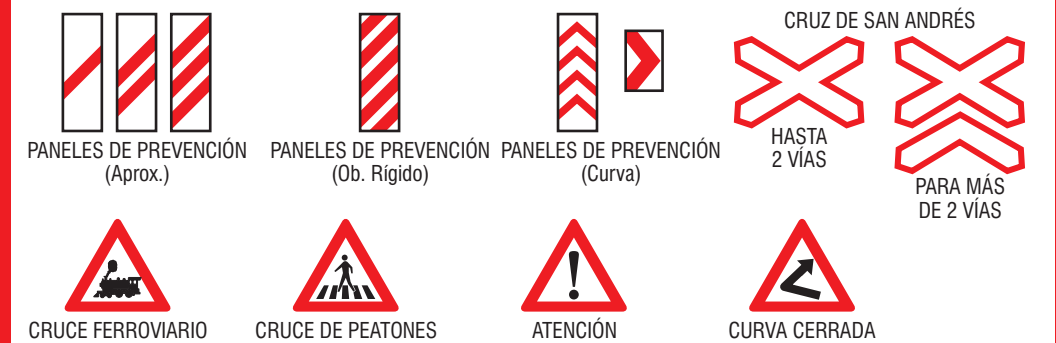 CRUZ DE SAN ANDRÉS
PANELES DE PREVENCIÓN
(Aprox.)
PANELES DE PREVENCIÓN
(Ob. Rígido)
PANELES DE PREVENCIÓN
(Curva)
HASTA
2 VÍAS
PARA MÁS
DE 2 VÍAS
CRUCE FERROVIARIO
CRUCE DE PEATONES
ATENCIÓN
CURVA CERRADA